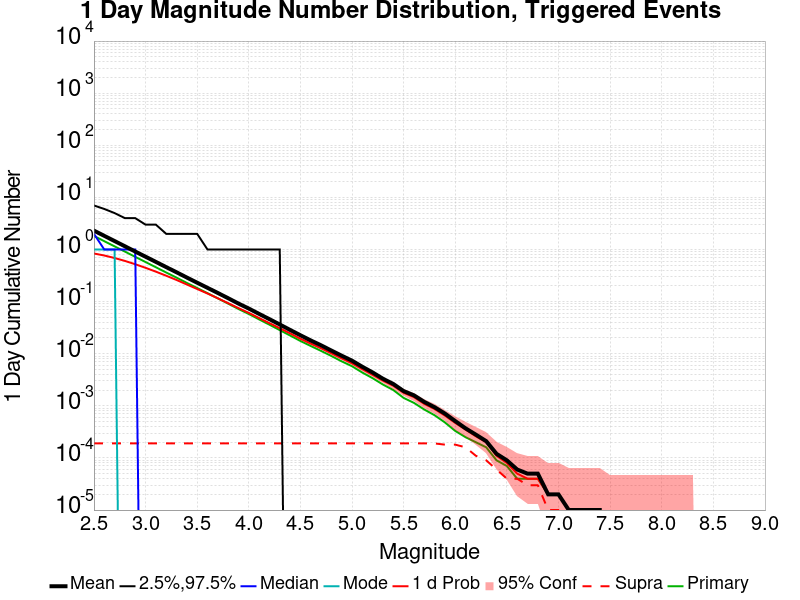 1 Day Magnitude Number Distribution, Triggered Events
1 Day Cumulative Number
10^4
10^3
10^2
10^1
10^0
10^-1
10^-2
10^-3
10^-4
10^-5
2.5 3.0 3.5 4.0 4.5 5.0 5.5 6.0 6.5 7.0 7.5 8.0 8.5 9.0
Magnitude
Mean 2.5%,97.5% Median Mode 1 d Prob 95% Conf Supra Primary